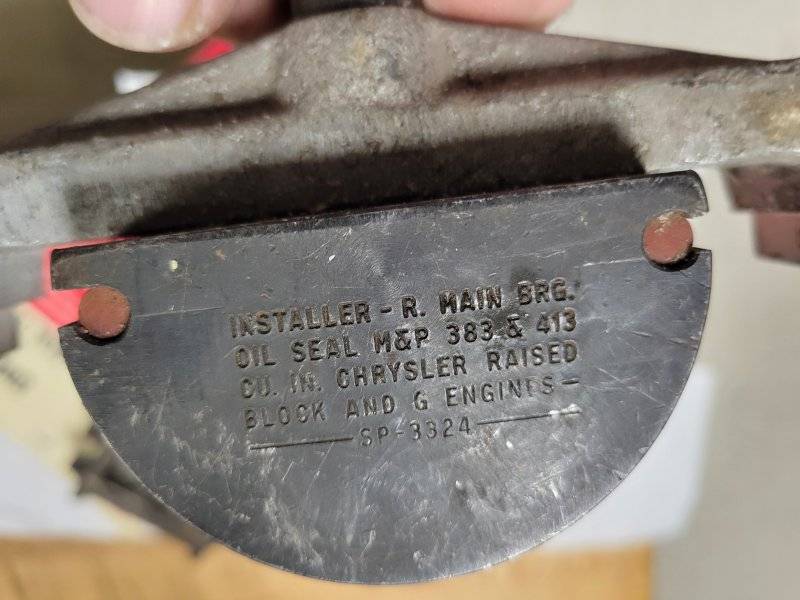 INSTALLER - R. MAIN BRG.
OIL SEAL M&P 383 & 413
CU. IN. CHRYSLER RAISED
BLOCK AND G ENGINES-
SP-3324